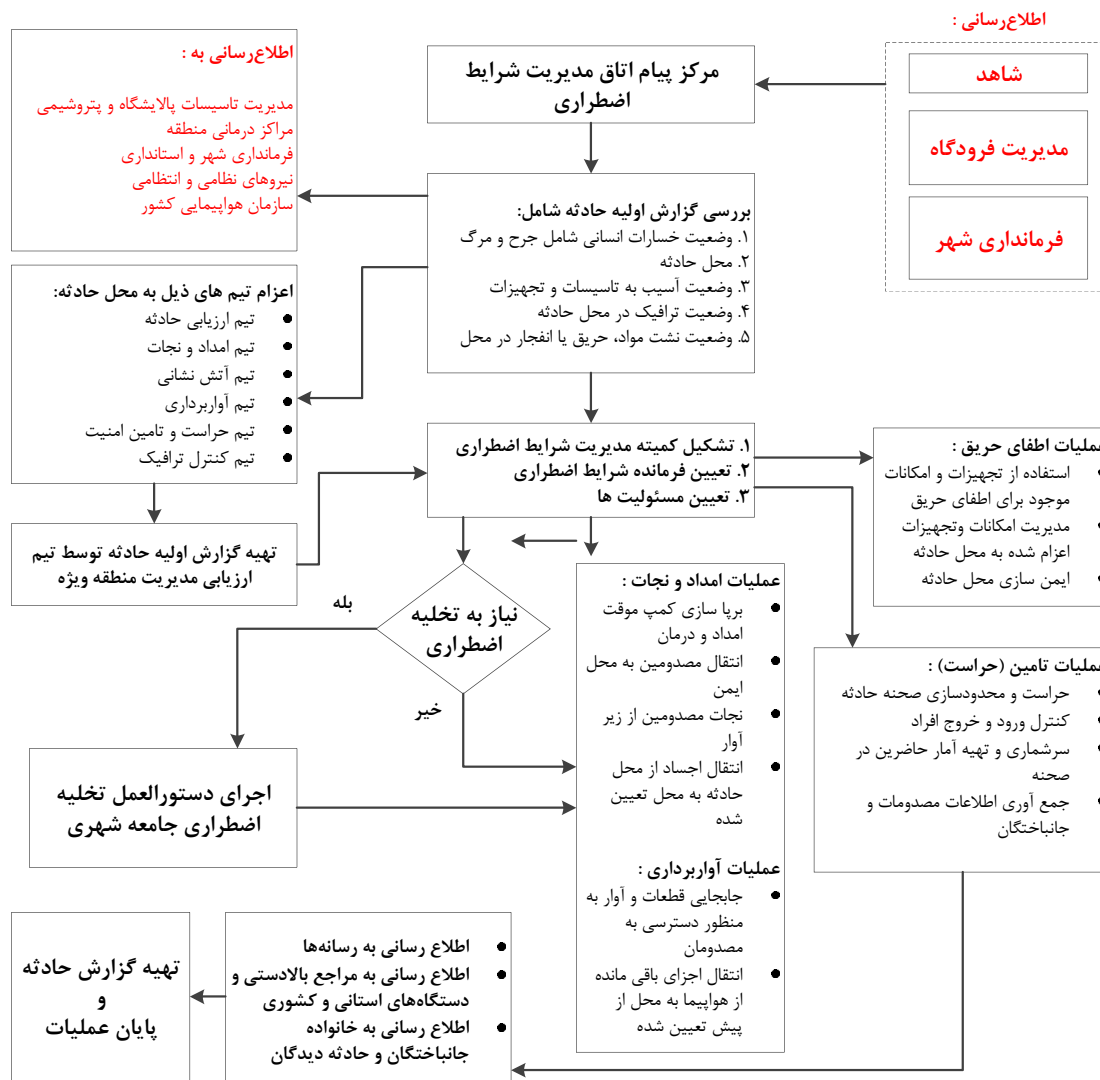 اطلاع‌رسانی :
شاهد
مدیریت فرودگاه
فرمانداری شهر
مرکز پیام اتاق مدیریت شرایط
اضطراری
اطلاع‌رسانی به :
مدیریت تاسیسات پالایشگاه و پتروشیمی
مراکز درمانی منطقه
فرمانداری شهر و استانداری
نیروهای نظامی و انتظامی
سازمان هواپیمایی کشور
بررسی گزارش اولیه حادثه شامل:
۱. وضعیت خسارات انسانی شامل جرح و مرگ
۲. محل حادثه
۳. وضعیت آسیب به تاسیسات و تجهیزات
۴. وضعیت ترافیک در محل حادثه
۵. وضعیت نشت مواد، حریق یا انفجار در محل
اعزام تیم های ذیل به محل حادثه:
● تیم ارزیابی حادثه
● تیم امداد و نجات
● تیم آتش نشانی
● تیم آواربرداری
● تیم حراست و تامین امنیت
● تیم کنترل ترافیک
تهیه گزارش اولیه حادثه توسط تیم
ارزیابی مدیریت منطقه ویژه
۱. تشکیل کمیته مدیریت شرایط اضطراری
۲. تعیین فرمانده شرایط اضطراری
۳. تعیین مسئولیت ها
عملیات اطفای حریق :
● استفاده از تجهیزات و امکانات
موجود برای اطفای حریق
● مدیریت امکانات وتجهیزات
اعزام شده به محل حادثه
● ایمن سازی محل حادثه
عملیات تامین (حراست) :
● حراست و محدودسازی صحنه حادثه
● کنترل ورود و خروج افراد
● سرشماری و تهیه آمار حاضرین در
صحنه
● جمع آوری اطلاعات مصدومات و
جانباختگان
نیاز به تخلیه
اضطراری
بله
خیر
اجرای دستورالعمل تخلیه
اضطراری جامعه شهری
عملیات امداد و نجات :
● برپا سازی کمپ موقت
امداد و درمان
● انتقال مصدومین به محل
ایمن
● نجات مصدومین از زیر
آوار
● انتقال اجساد از محل
حادثه به محل تعیین
شده
عملیات آواربرداری :
● جابجایی قطعات و آوار به
منظور دسترسی به
مصدومان
● انتقال اجزای باقی مانده
از هواپیما به محل از
پیش تعیین شده
● اطلاع رسانی به رسانه‌ها
● اطلاع رسانی به مراجع بالادستی و
دستگاه‌های استانی و کشوری
● اطلاع رسانی به خانواده
جانباختگان و حادثه دیدگان
تهیه گزارش حادثه
و
پایان عملیات